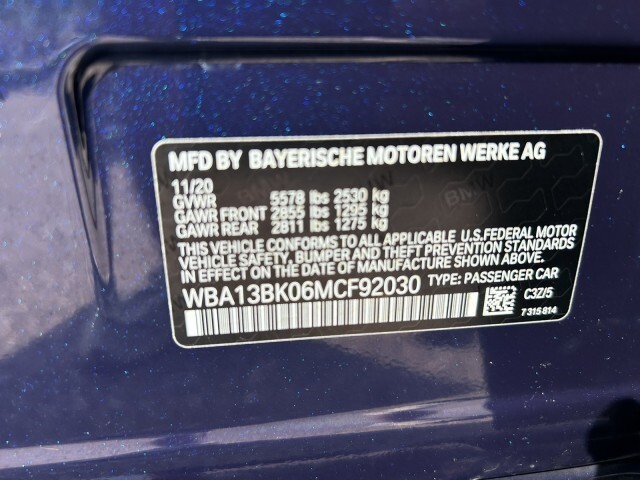 MFD BY BAYERISCHE MOTOREN WERKE AG
11/20
GVWR 5578 lbs 2530 kg
GAWR FRONT 2855 lbs 1295 kg
GAWR REAR 2811 lbs 1275 kg
THIS VEHICLE CONFORMS TO ALL APPLICABLE U.S.FEDERAL MOTOR
VEHICLE SAFETY, BUMPER AND THEFT PREVENTION STANDARDS
IN EFFECT ON THE DATE OF MANUFACTURE SHOWN ABOVE.
WBA13BK06MCF92030 TYPE: PASSENGER CAR
C3Z/5
7315814